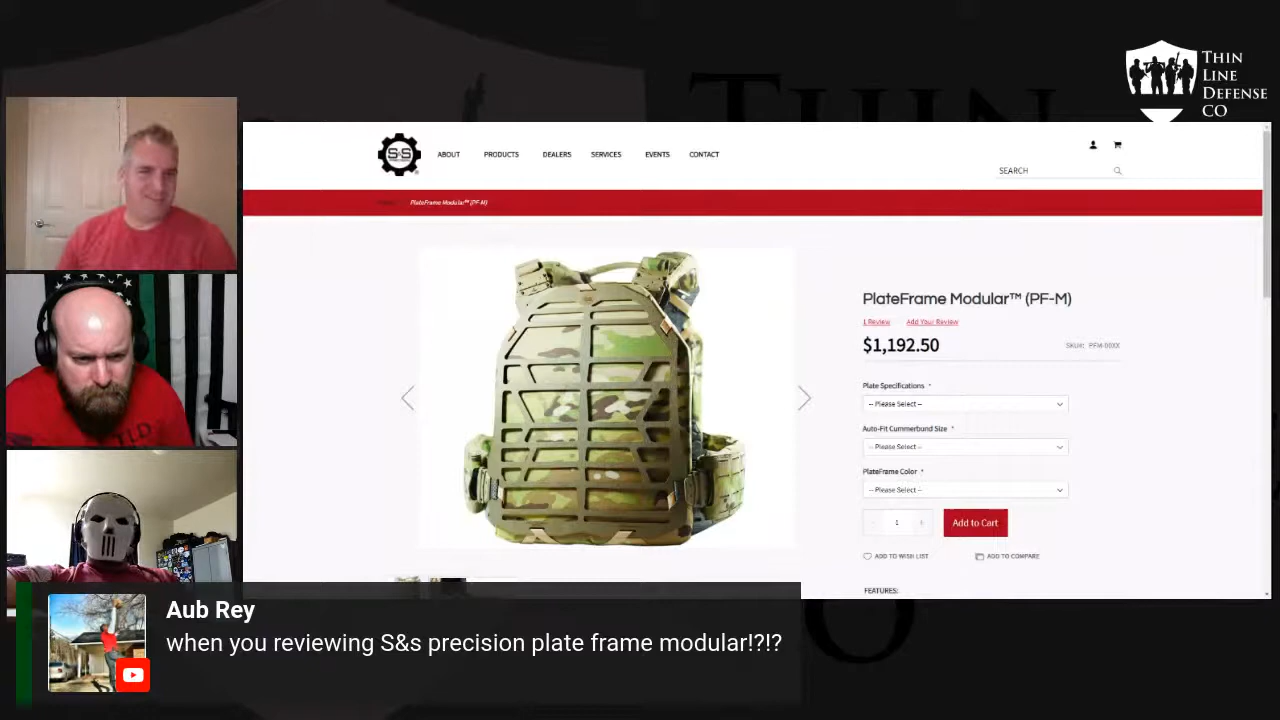 THIN
LINE
DEFENSE
CO
S&S
ABOUT
PRODUCTS
DEALERS
SERVICES
EVENTS
CONTACT
SEARCH
PlateFrame Modular™ (PF-M)
PlateFrame Modular™ (PF-M)
1 Review
Add Your Review
$1,192.50
SKU#: PFM-00XX
Plate Specifications *
-- Please Select --
Auto-Fit Cummerbund Size *
-- Please Select --
PlateFrame Color *
-- Please Select --
- 1 +
Add to Cart
ADD TO WISH LIST
ADD TO COMPARE
FEATURES:
TLD
Aub Rey
when you reviewing S&s precision plate frame modular!?!?